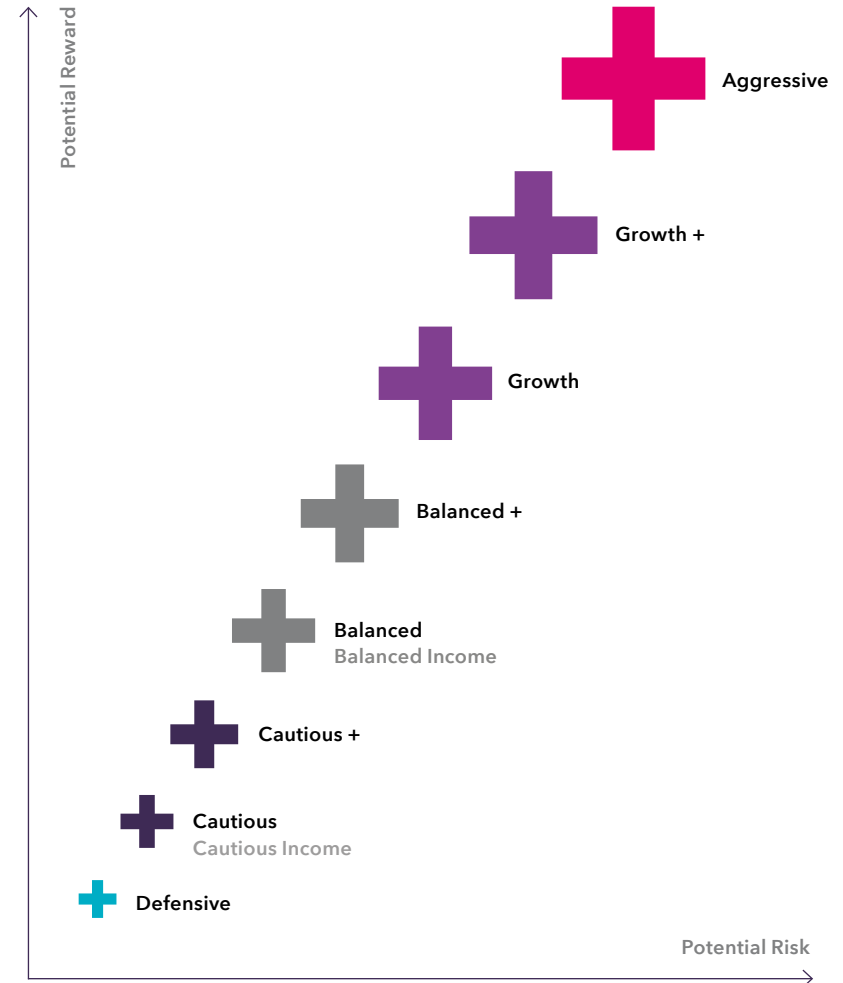 Potential Reward
Aggressive
Growth +
Growth
Balanced +
Balanced
Balanced Income
Cautious +
Cautious
Cautious Income
Defensive
Potential Risk